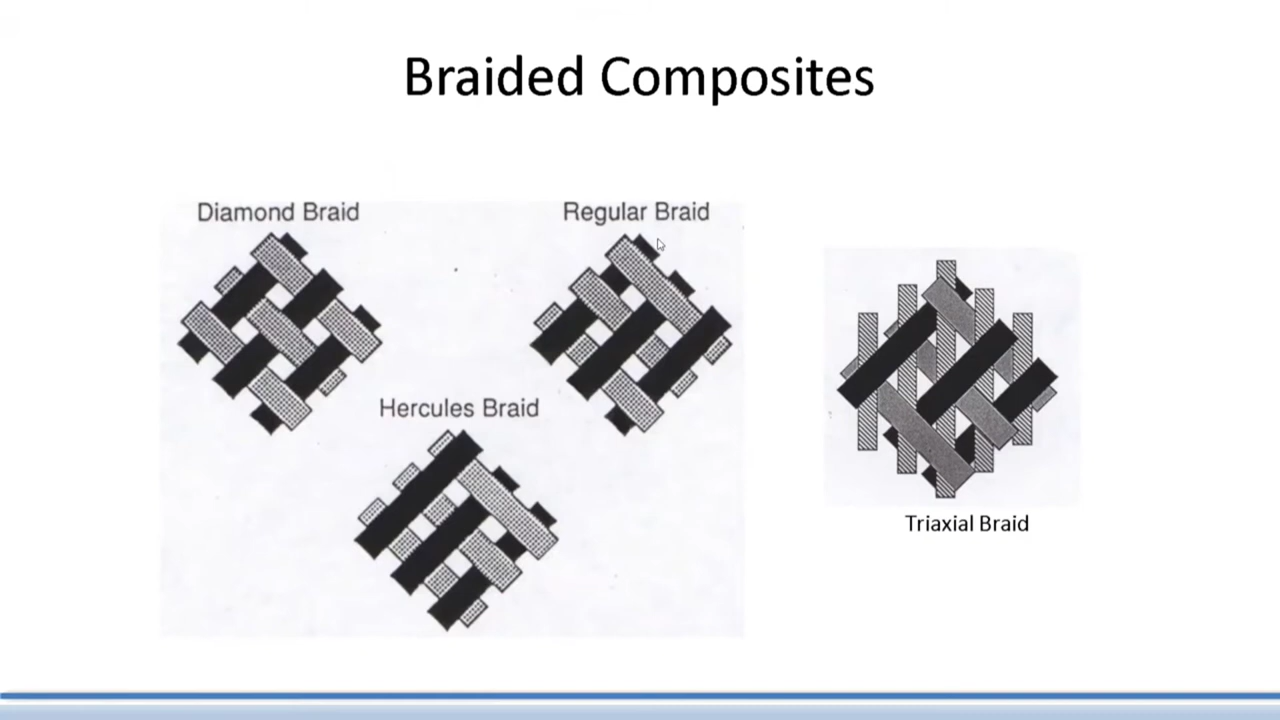 Braided Composites
Diamond Braid
Regular Braid
Hercules Braid
Triaxial Braid